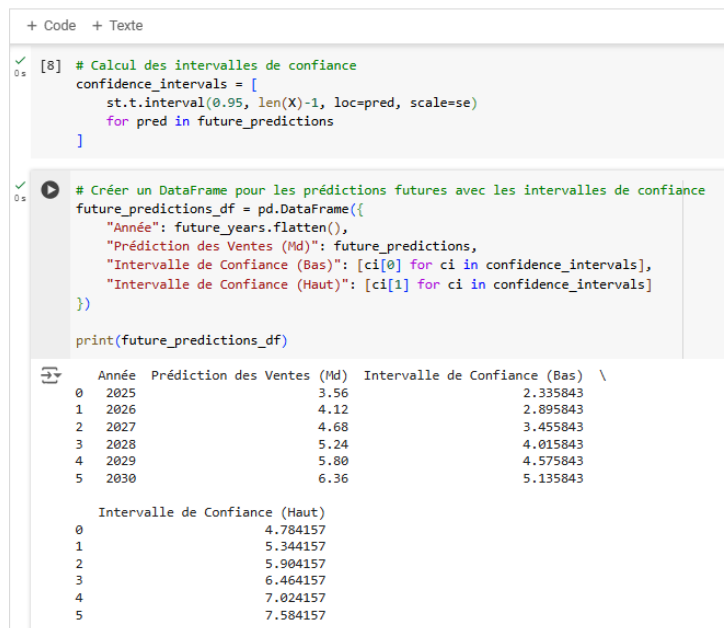 + Code + Texte
[8] # Calcul des intervalles de confiance
0 s
confidence_intervals = [
st.t.interval(0.95, len(X)-1, loc=pred, scale=se)
for pred in future_predictions
]
# Créer un DataFrame pour les prédictions futures avec les intervalles de confiance
0 s
future_predictions_df = pd.DataFrame({
"Année": future_years.flatten(),
"Prédiction des Ventes (Md)": future_predictions,
"Intervalle de Confiance (Bas)": [ci[0] for ci in confidence_intervals],
"Intervalle de Confiance (Haut)": [ci[1] for ci in confidence_intervals]
})
print(future_predictions_df)
Année Prédiction des Ventes (Md) Intervalle de Confiance (Bas) \
0 2025 3.56 2.335843
1 2026 4.12 2.895843
2 2027 4.68 3.455843
3 2028 5.24 4.015843
4 2029 5.80 4.575843
5 2030 6.36 5.135843
Intervalle de Confiance (Haut)
0 4.784157
1 5.344157
2 5.904157
3 6.464157
4 7.024157
5 7.584157